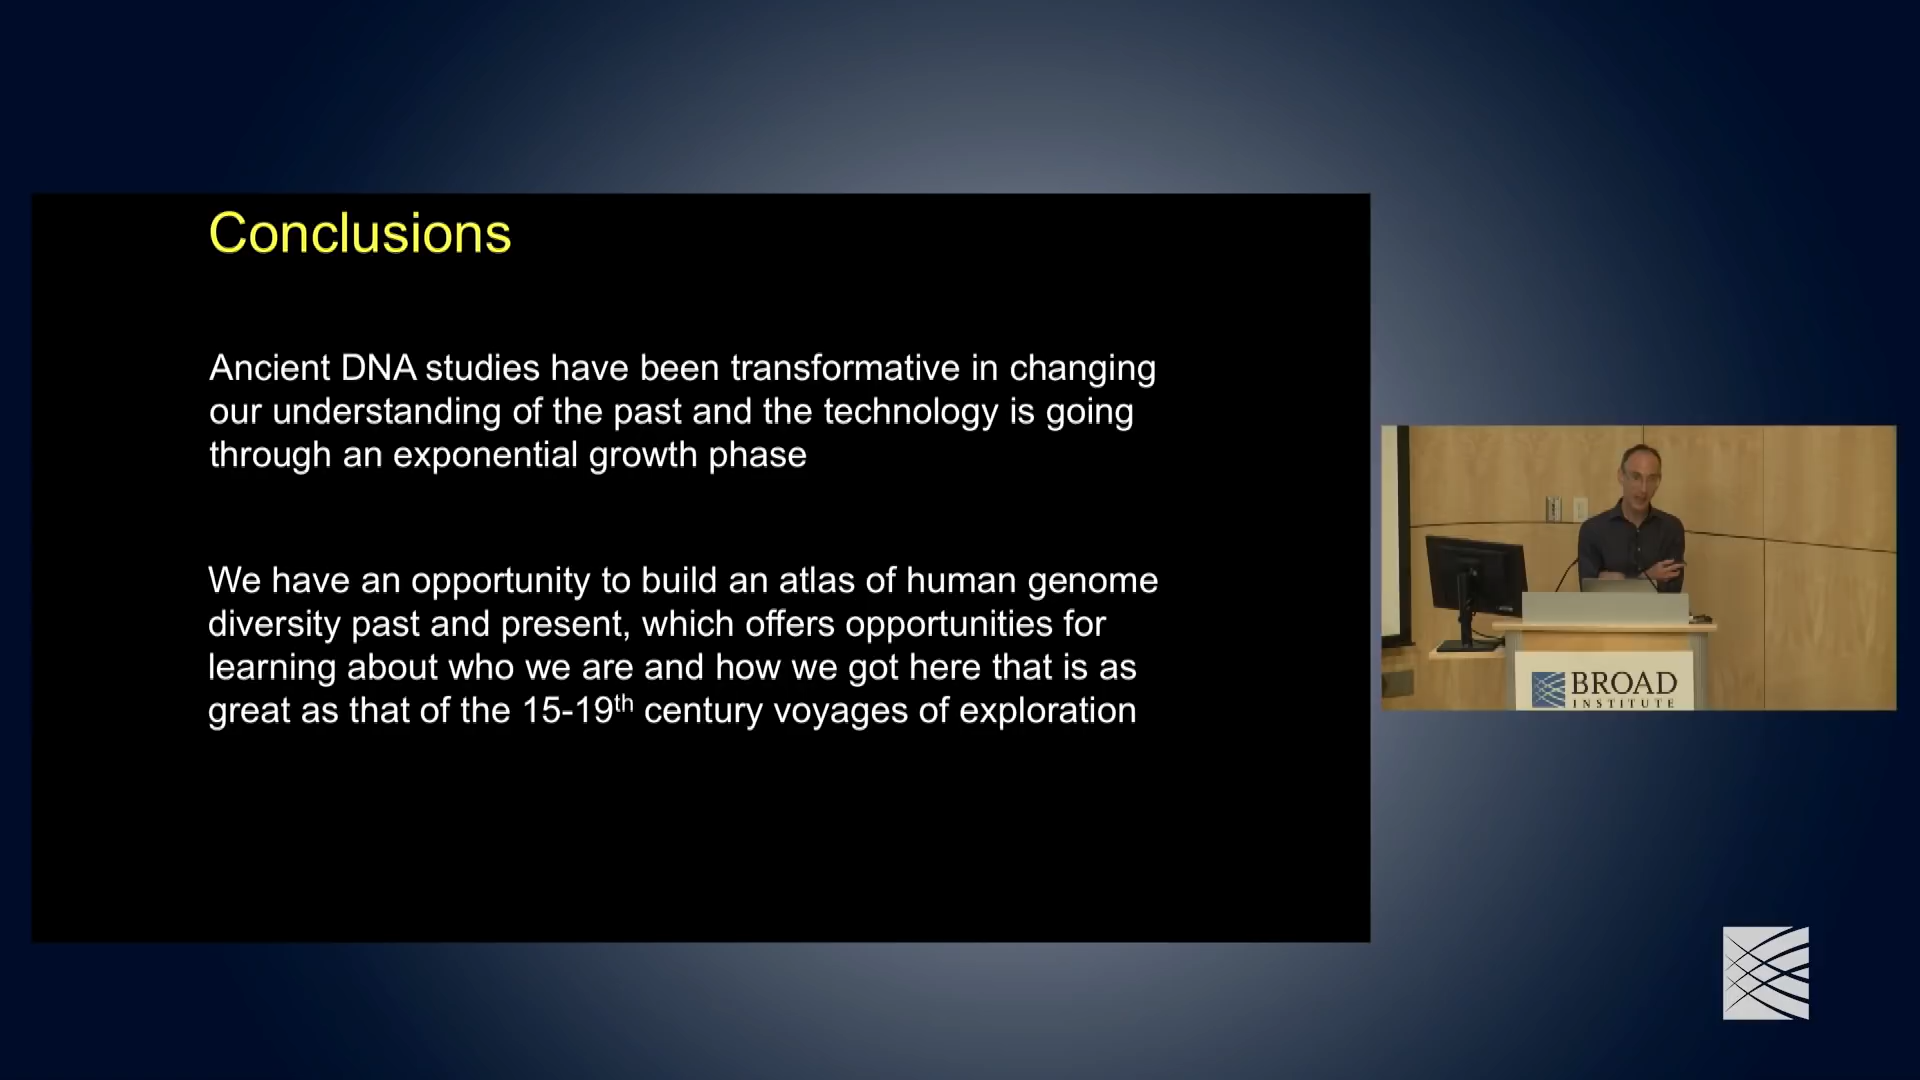 Conclusions
Ancient DNA studies have been transformative in changing
our understanding of the past and the technology is going
through an exponential growth phase
We have an opportunity to build an atlas of human genome
diversity past and present, which offers opportunities for
learning about who we are and how we got here that is as
great as that of the 15-19th century voyages of exploration
BROAD
INSTITUTE